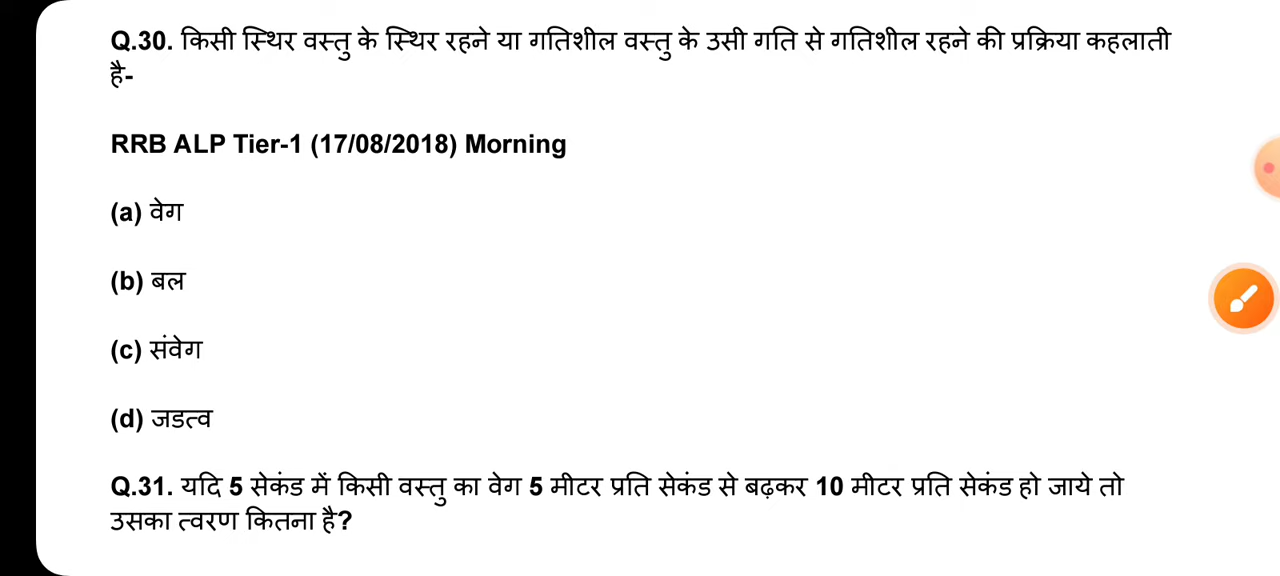 Q.30. किसी स्थिर वस्तु के स्थिर रहने या गतिशील वस्तु के उसी गति से गतिशील रहने की प्रक्रिया कहलाती
है-
RRB ALP Tier-1 (17/08/2018) Morning
(a) वेग
(b) बल
(c) संवेग
(d) जडत्व
Q.31. यदि 5 सेकंड में किसी वस्तु का वेग 5 मीटर प्रति सेकंड से बढ़कर 10 मीटर प्रति सेकंड हो जाये तो
उसका त्वरण कितना है?